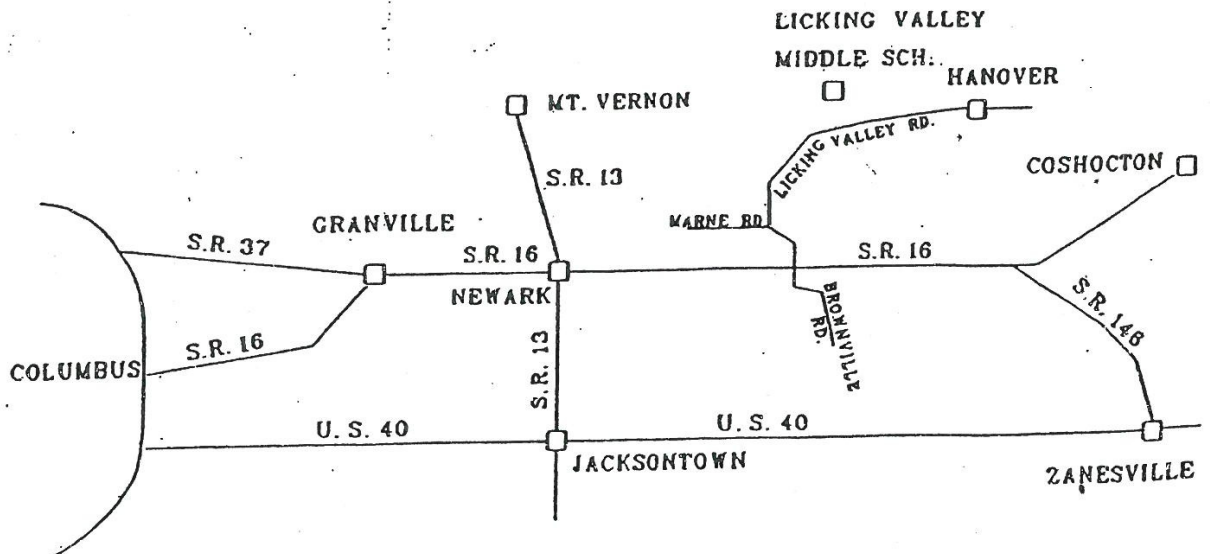 LICKING VALLEY
MIDDLE SCH.
HANOVER
MT. VERNON
LICKING VALLEY RD.
COSHOCTON
S.R. 13
GRANVILLE
MARNE RD
S.R. 37
S.R. 16
S.R. 16
NEWARK
BROWNVILLE
RD.
S.R. 146
S.R. 16
S.R. 13
COLUMBUS
U.S. 40
U.S. 40
JACKSONTOWN
ZANESVILLE